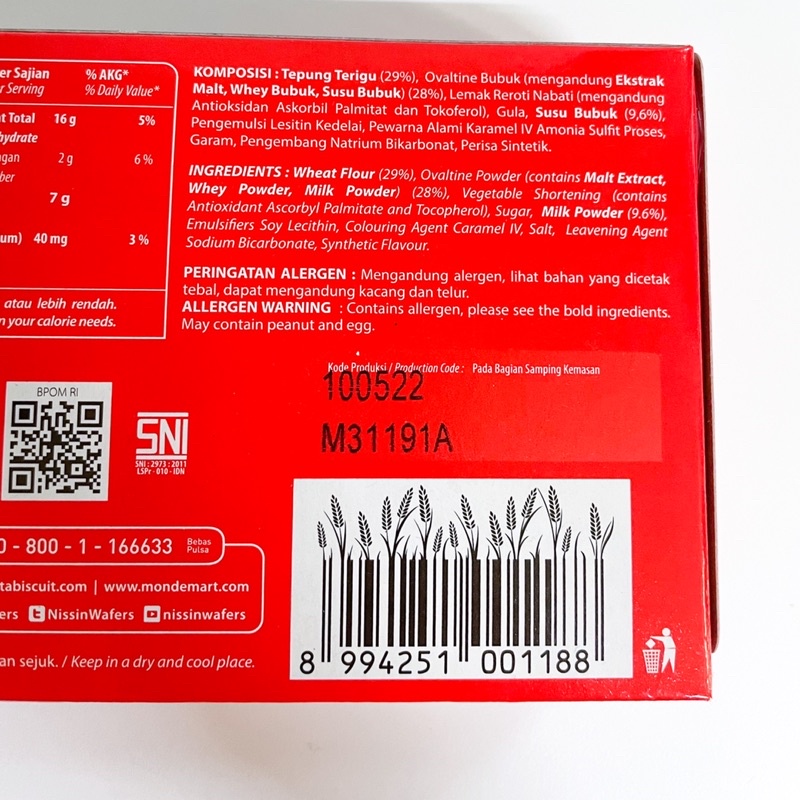 er Sajian % AKG*
r Serving % Daily Value*
t Total 16 g 5%
hydrate
gan 2 g 6 %
ber
7 g
um) 40 mg 3 %
atau lebih rendah.
n your calorie needs.
KOMPOSISI : Tepung Terigu (29%), Ovaltine Bubuk (mengandung Ekstrak
Malt, Whey Bubuk, Susu Bubuk) (28%), Lemak Reroti Nabati (mengandung
Antioksidan Askorbil Palmitat dan Tokoferol), Gula, Susu Bubuk (9,6%),
Pengemulsi Lesitin Kedelai, Pewarna Alami Karamel IV Amonia Sulfit Proses,
Garam, Pengembang Natrium Bikarbonat, Perisa Sintetik.
INGREDIENTS : Wheat Flour (29%), Ovaltine Powder (contains Malt Extract,
Whey Powder, Milk Powder) (28%), Vegetable Shortening (contains
Antioxidant Ascorbyl Palmitate and Tocopherol), Sugar, Milk Powder (9.6%),
Emulsifiers Soy Lecithin, Colouring Agent Caramel IV, Salt, Leavening Agent
Sodium Bicarbonate, Synthetic Flavour.
PERINGATAN ALERGEN : Mengandung alergen, lihat bahan yang dicetak
tebal, dapat mengandung kacang dan telur.
ALLERGEN WARNING : Contains allergen, please see the bold ingredients.
May contain peanut and egg.
Kode Produksi / Production Code : Pada Bagian Samping Kemasan
100522
M31191A
BPOM RI
SNI
SNI : 2973 : 2011
LSPr - 010 - IDN
0 - 800 - 1 - 166633 Bebas
Pulsa
tabiscuit.com | www.mondemart.com
fers NissinWafers nissinwafers
an sejuk. / Keep in a dry and cool place.
8 994251 001188